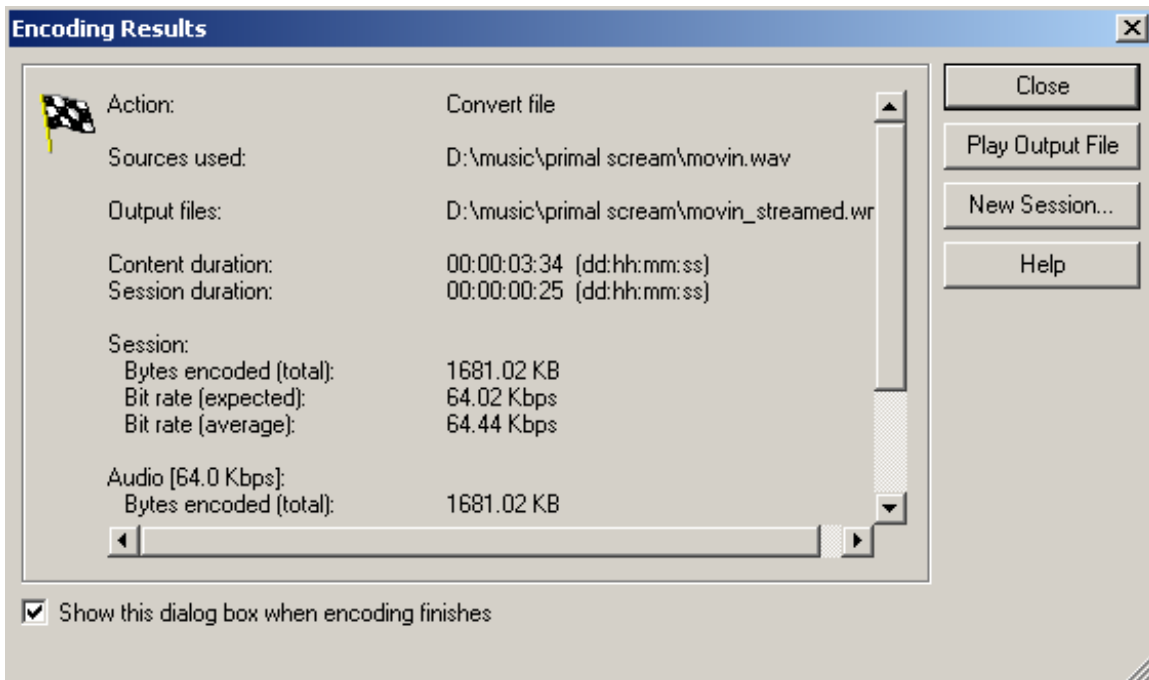 Encoding Results
Close
Play Output File
New Session...
Help
Action: Convert file
Sources used: D:\music\primal scream\movin.wav
Output files: D:\music\primal scream\movin_streamed.wr
Content duration: 00:00:03:34 (dd:hh:mm:ss)
Session duration: 00:00:00:25 (dd:hh:mm:ss)
Session:
Bytes encoded (total): 1681.02 KB
Bit rate (expected): 64.02 Kbps
Bit rate (average): 64.44 Kbps
Audio [64.0 Kbps]:
Bytes encoded (total): 1681.02 KB
Show this dialog box when encoding finishes